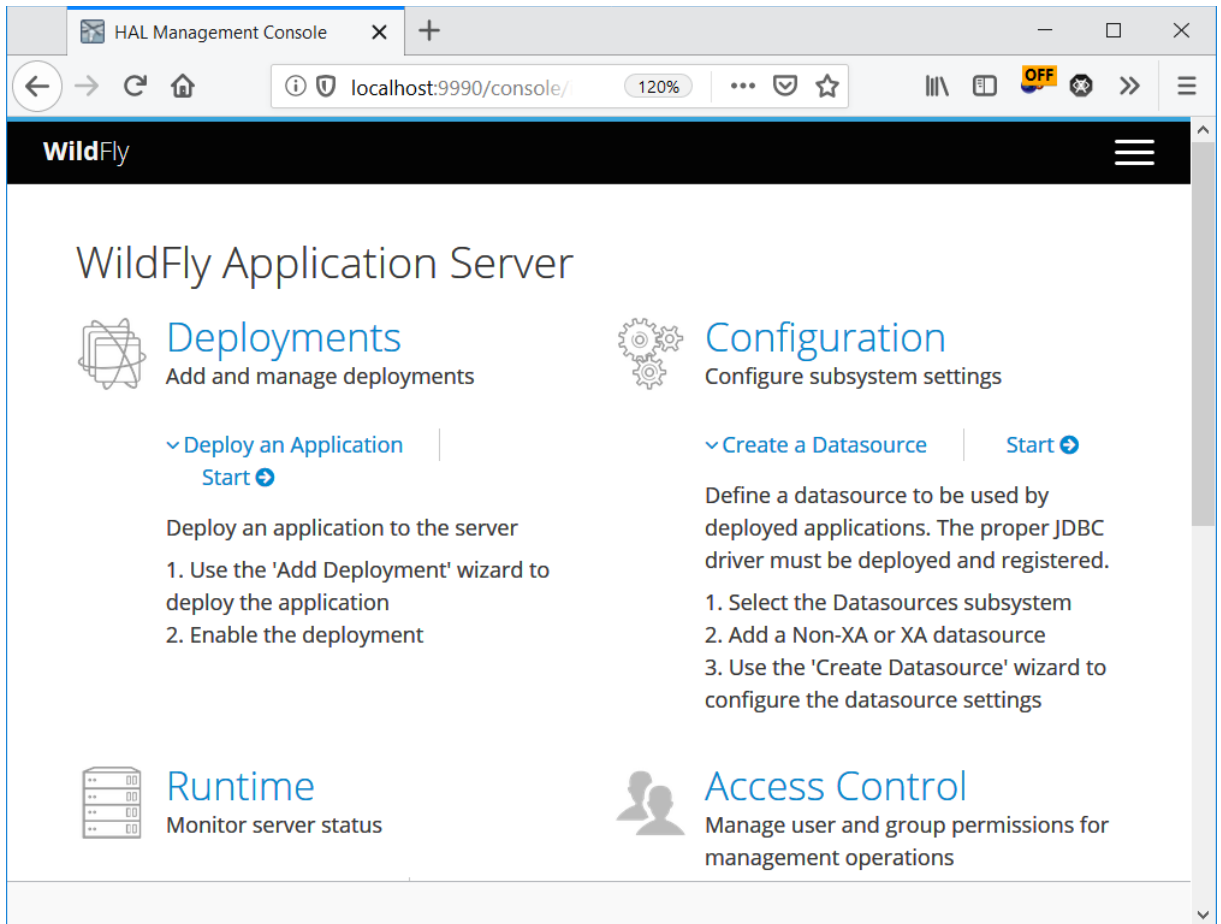 HAL Management Console
localhost:9990/console/
120%
OFF
WildFly
WildFly Application Server
Deployments
Add and manage deployments
Deploy an Application
Start
Deploy an application to the server
1. Use the 'Add Deployment' wizard to
deploy the application
2. Enable the deployment
Configuration
Configure subsystem settings
Create a Datasource Start
Define a datasource to be used by
deployed applications. The proper JDBC
driver must be deployed and registered.
1. Select the Datasources subsystem
2. Add a Non-XA or XA datasource
3. Use the 'Create Datasource' wizard to
configure the datasource settings
Runtime
Monitor server status
Access Control
Manage user and group permissions for
management operations